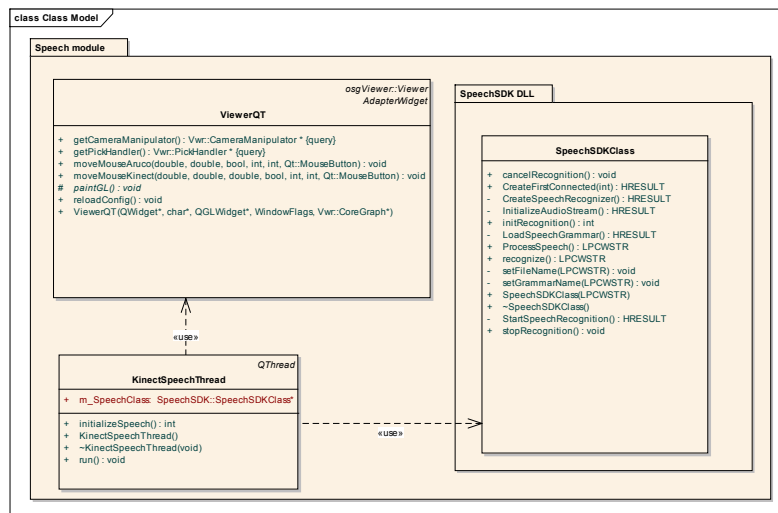 class Class Model
Speech module
osgViewer::Viewer
AdapterWidget
ViewerQT
+ getCameraManipulator() : Vwr::CameraManipulator * {query}
+ getPickHandler() : Vwr::PickHandler * {query}
+ moveMouseAruco(double, double, bool, int, int, Qt::MouseButton) : void
+ moveMouseKinect(double, double, double, bool, int, int, Qt::MouseButton) : void
# paintGL() : void
+ reloadConfig() : void
+ ViewerQT(QWidget*, char*, QGLWidget*, WindowFlags, Vwr::CoreGraph*)
SpeechSDK DLL
SpeechSDKClass
+ cancelRecognition() : void
+ CreateFirstConnected(int) : HRESULT
- CreateSpeechRecognizer() : HRESULT
- InitializeAudioStream() : HRESULT
+ initRecognition() : int
- LoadSpeechGrammar() : HRESULT
+ ProcessSpeech() : LPCWSTR
+ recognize() : LPCWSTR
- setFileName(LPCWSTR) : void
- setGrammarName(LPCWSTR) : void
+ SpeechSDKClass(LPCWSTR)
+ ~SpeechSDKClass()
- StartSpeechRecognition() : HRESULT
+ stopRecognition() : void
«use»
QThread
KinectSpeechThread
+ m_SpeechClass: SpeechSDK::SpeechSDKClass*
+ initializeSpeech() : int
+ KinectSpeechThread()
+ ~KinectSpeechThread(void)
+ run() : void
«use»